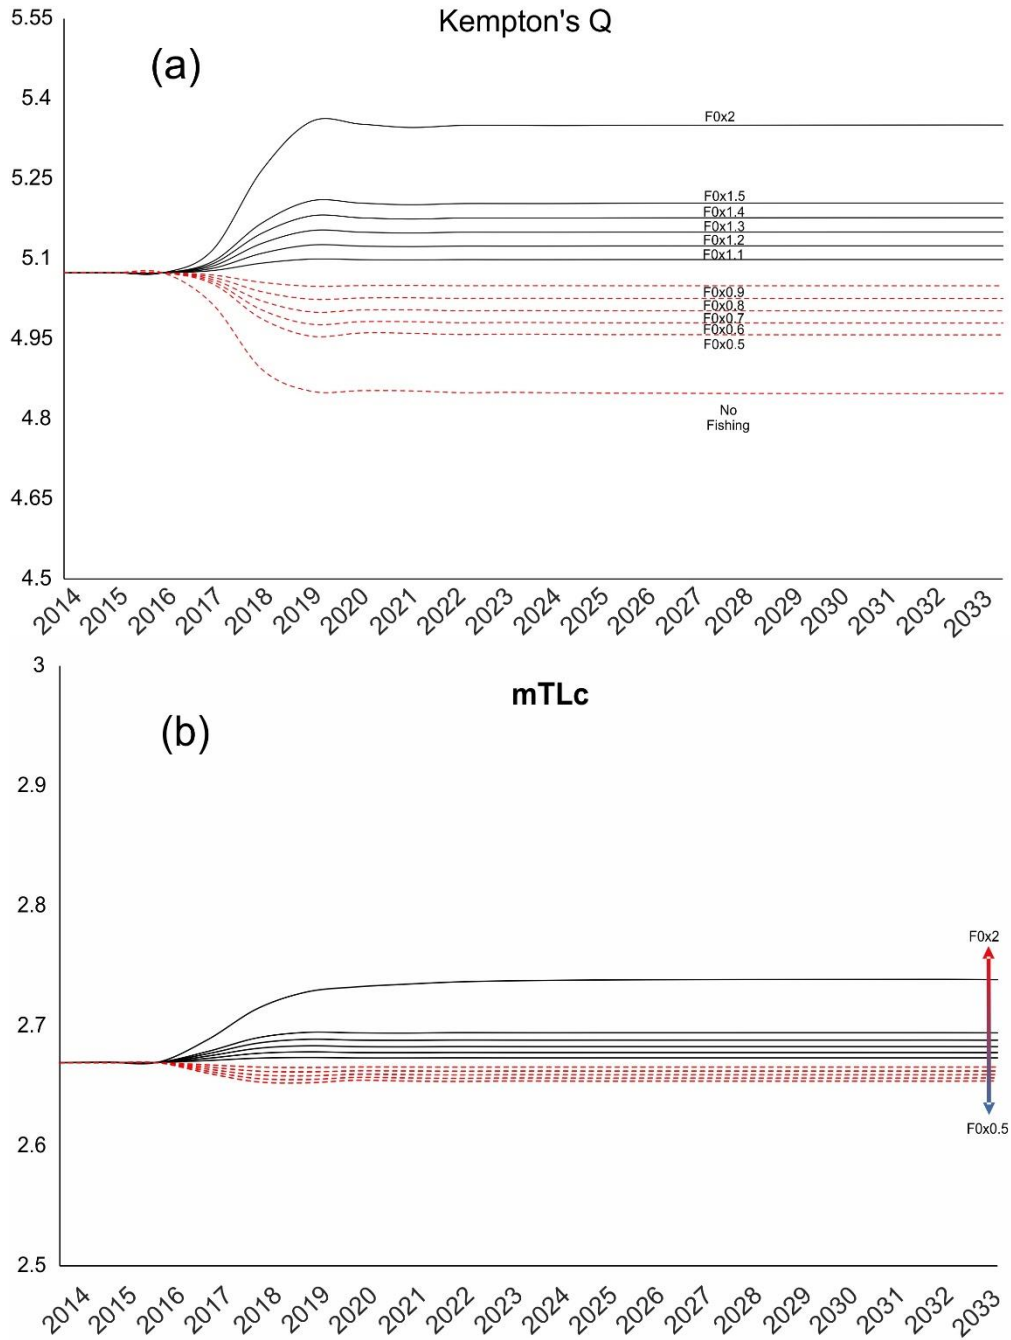 Kempton's Q
(a)
5.55
5.4
5.25
5.1
4.95
4.8
4.65
4.5
F0x2
F0x1.5
F0x1.4
F0x1.3
F0x1.2
F0x1.1
F0x0.9
F0x0.8
F0x0.7
F0x0.6
F0x0.5
No
Fishing
2014 2015 2016 2017 2018 2019 2020 2021 2022 2023 2024 2025 2026 2027 2028 2029 2030 2031 2032 2033
mTLc
(b)
3
2.9
2.8
2.7
2.6
2.5
F0x2
F0x0.5
2014 2015 2016 2017 2018 2019 2020 2021 2022 2023 2024 2025 2026 2027 2028 2029 2030 2031 2032 2033